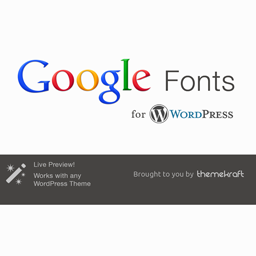 Google Fonts
for WORDPRESS
Live Preview!
Works with any
WordPress Theme
Brought to you by themekraft